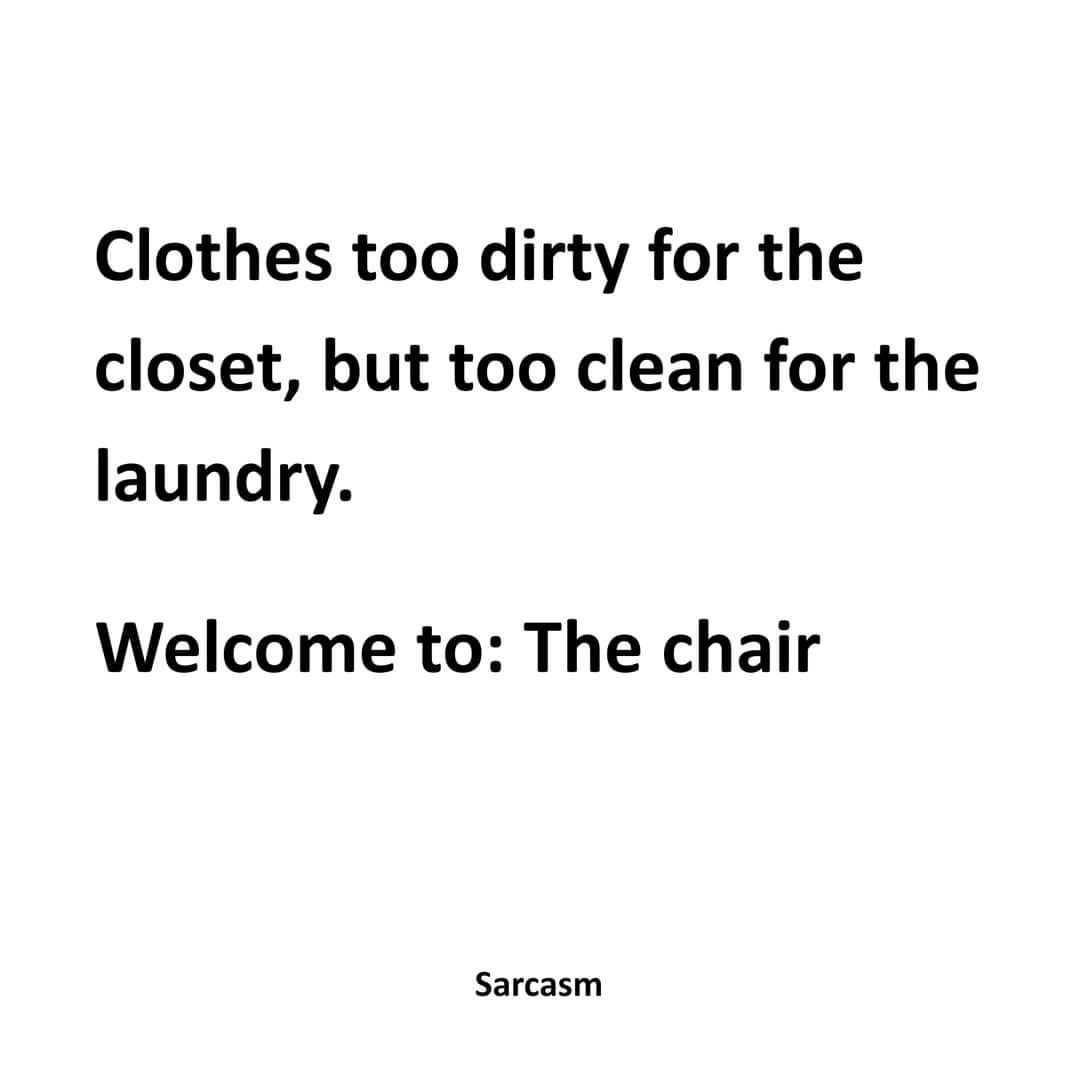 Clothes too dirty for the
closet, but too clean for the
laundry.
Welcome to: The chair
Sarcasm